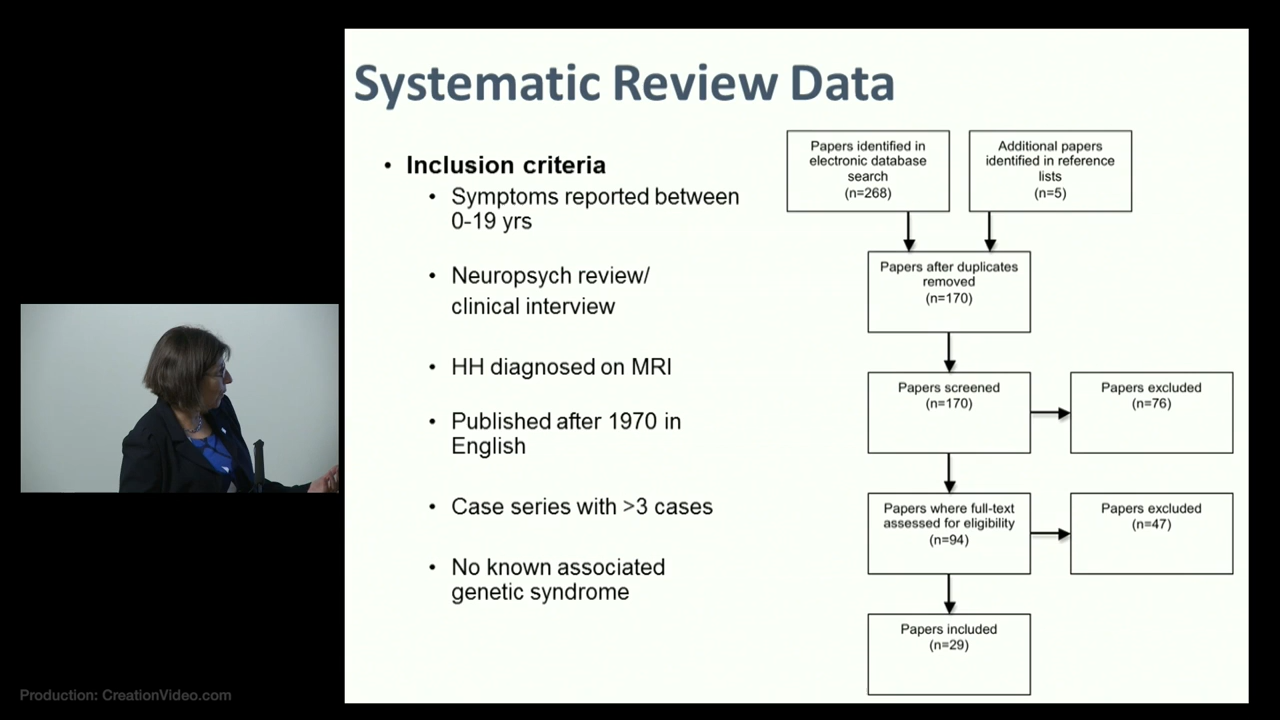 Systematic Review Data
• Inclusion criteria
• Symptoms reported between
0-19 yrs
• Neuropsych review/
clinical interview
• HH diagnosed on MRI
• Published after 1970 in
English
• Case series with >3 cases
• No known associated
genetic syndrome
Papers identified in
electronic database
search
(n=268)
Additional papers
identified in reference
lists
(n=5)
Papers after duplicates
removed
(n=170)
Papers screened
(n=170)
Papers excluded
(n=76)
Papers where full-text
assessed for eligibility
(n=94)
Papers excluded
(n=47)
Papers included
(n=29)
Production: CreationVideo.com